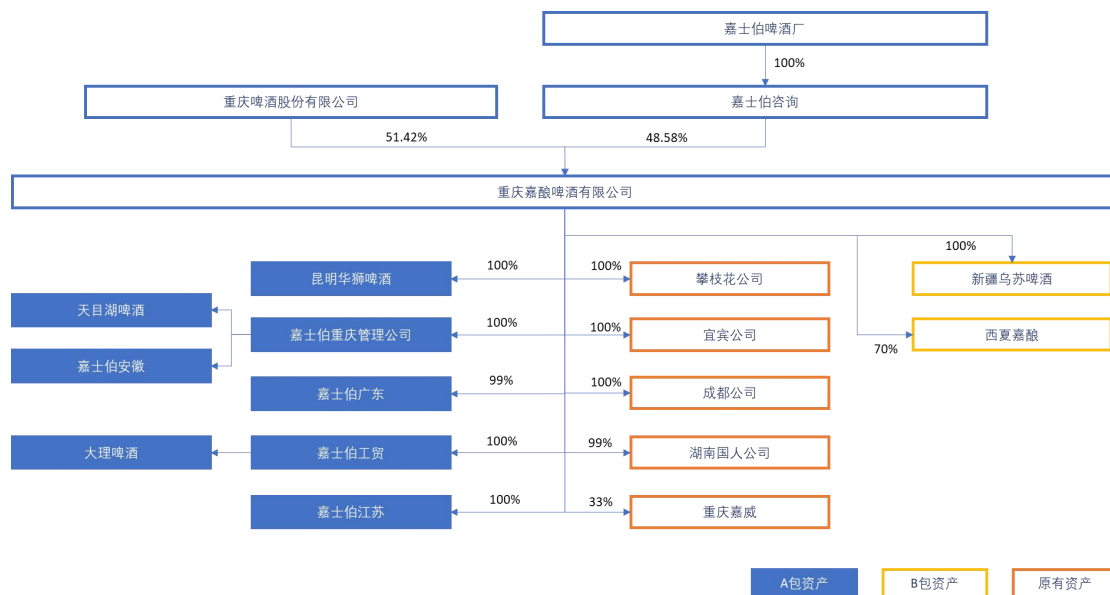 嘉士伯啤酒厂
100%
重庆啤酒股份有限公司
嘉士伯咨询
51.42%
48.58%
重庆嘉酿啤酒有限公司
100%
昆明华狮啤酒
100%
100%
攀枝花公司
新疆乌苏啤酒
天目湖啤酒
嘉士伯重庆管理公司
100%
100%
宜宾公司
西夏嘉酿
70%
嘉士伯安徽
嘉士伯广东
99%
100%
成都公司
大理啤酒
嘉士伯工贸
100%
99%
湖南国人公司
嘉士伯江苏
100%
33%
重庆嘉威
A包资产
B包资产
原有资产